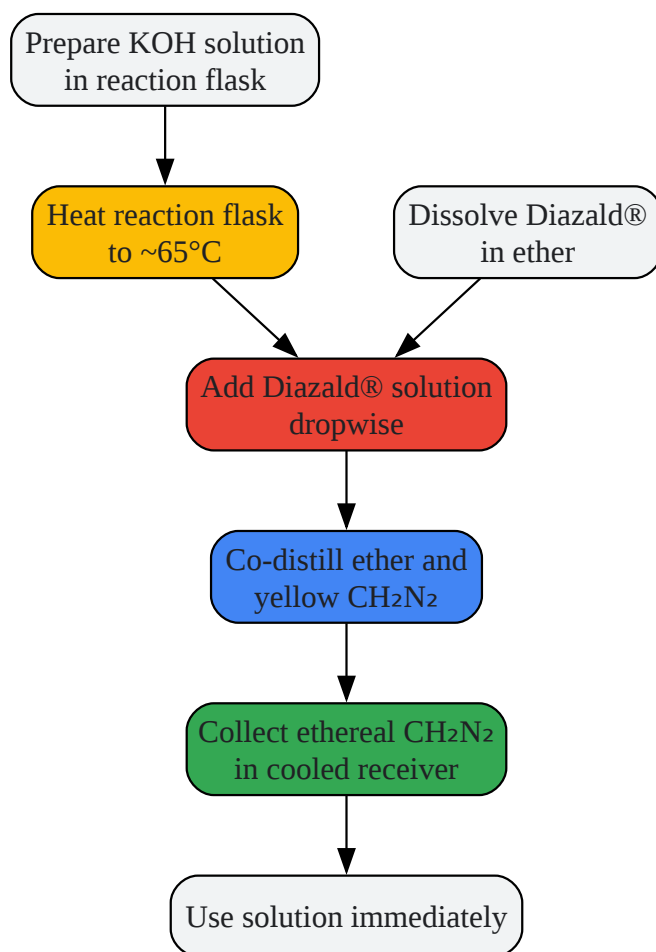 Prepare KOH solution
in reaction flask
Heat reaction flask
to ~65°C
Dissolve Diazald®
in ether
Add Diazald® solution
dropwise
Co-distill ether and
yellow CH₂N₂
Collect ethereal CH₂N₂
in cooled receiver
Use solution immediately